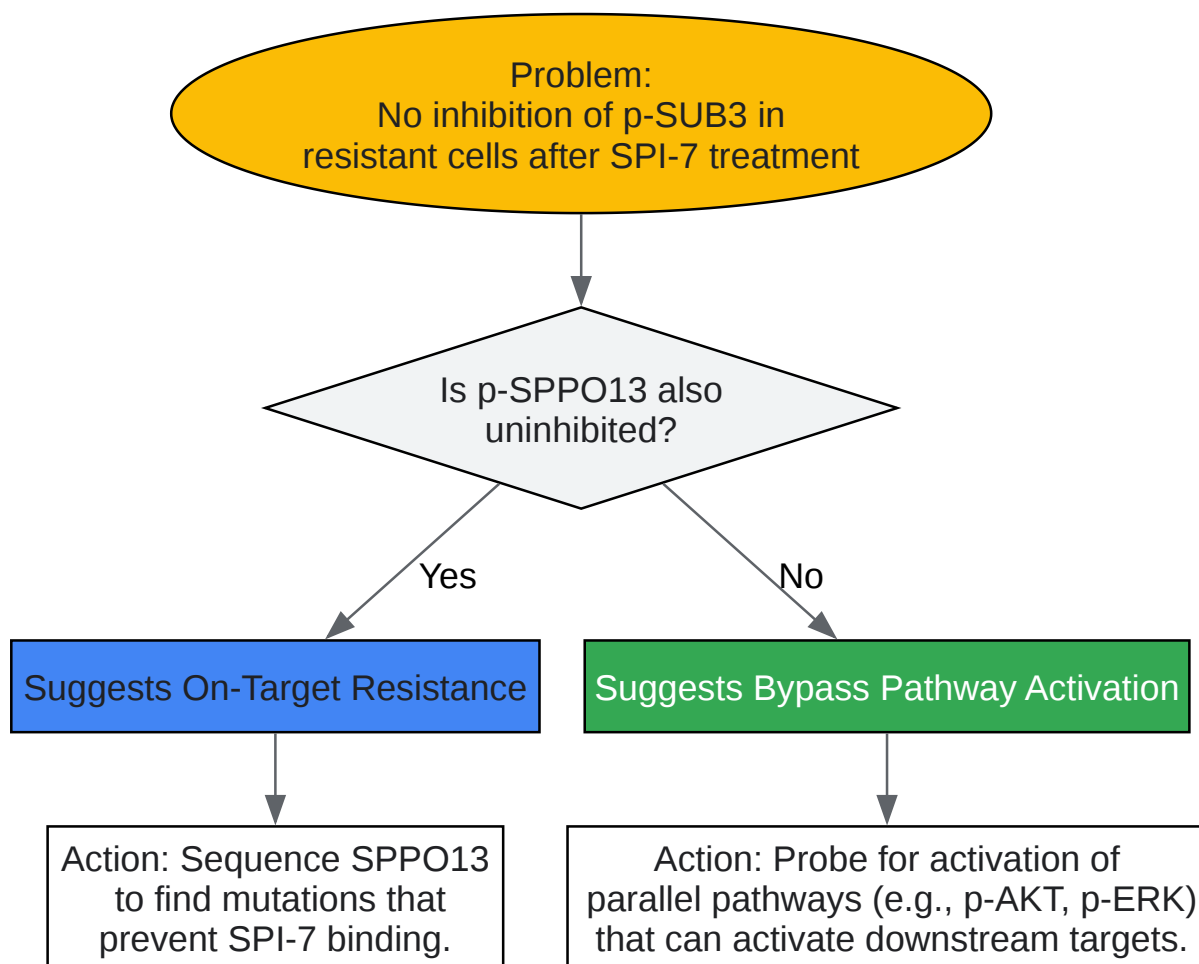 Problem:
No inhibition of p-SUB3 in
resistant cells after SPI-7 treatment
Is p-SPPO13 also
uninhibited?
Yes
No
Suggests On-Target Resistance
Suggests Bypass Pathway Activation
Action: Sequence SPPO13
to find mutations that
prevent SPI-7 binding.
Action: Probe for activation of
parallel pathways (e.g., p-AKT, p-ERK)
that can activate downstream targets.